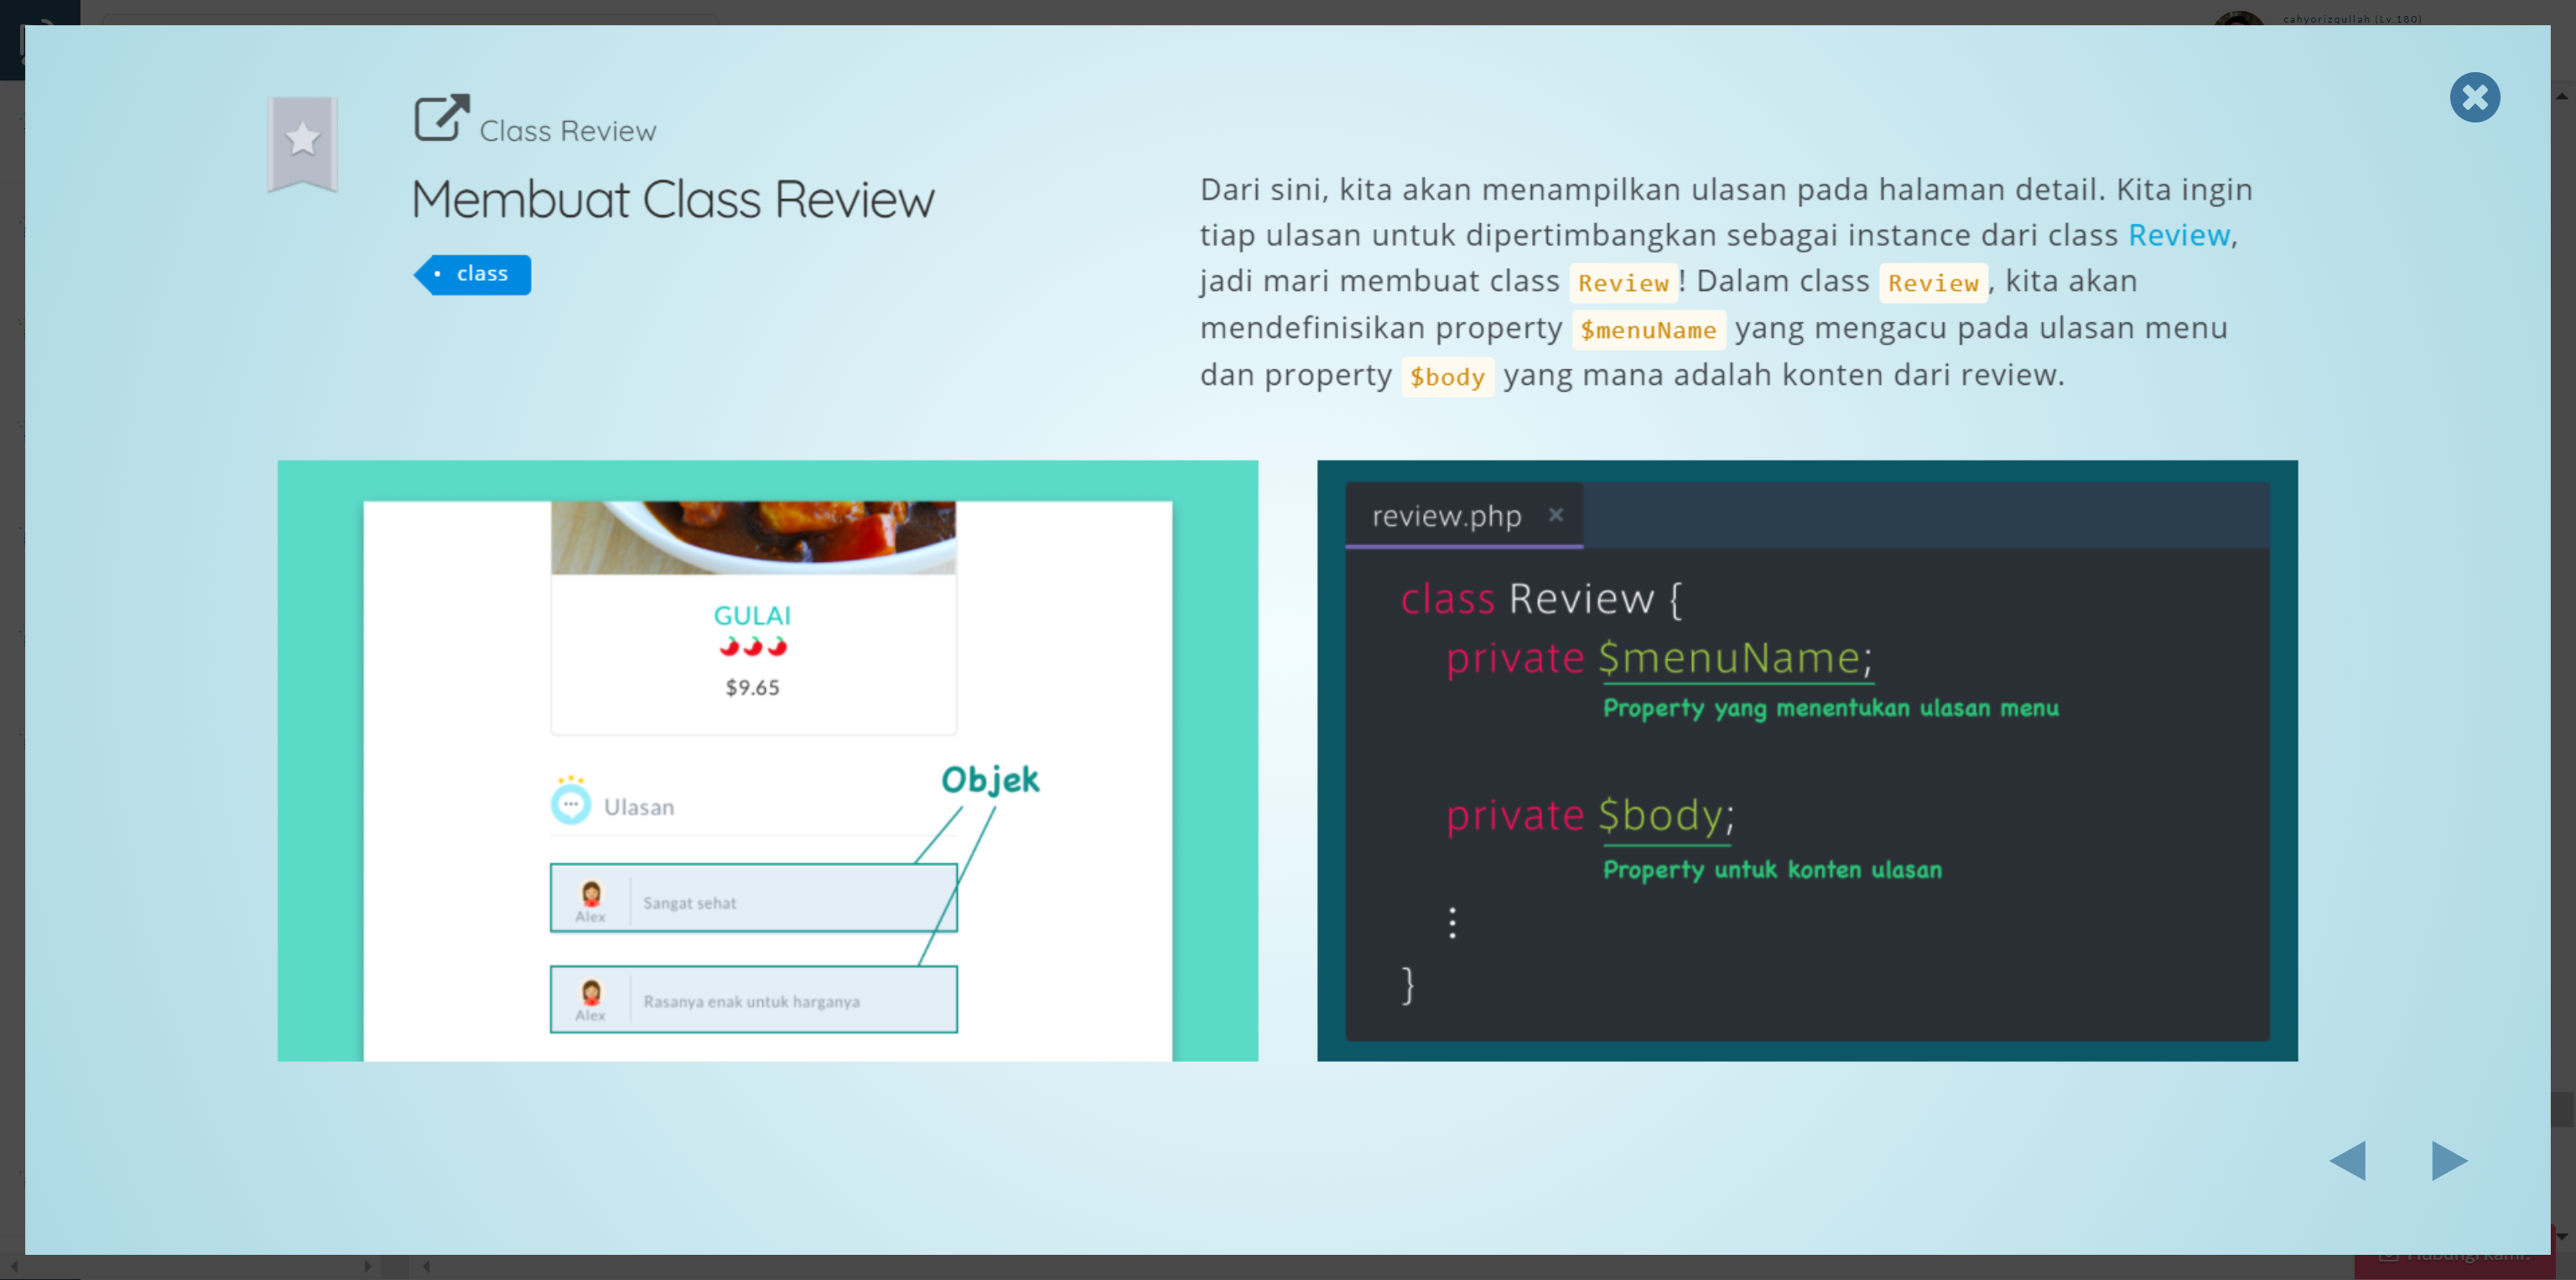 cahyorizqullah (Lv.180)
Class Review
Membuat Class Review
• class
Dari sini, kita akan menampilkan ulasan pada halaman detail. Kita ingin
tiap ulasan untuk dipertimbangkan sebagai instance dari class Review,
jadi mari membuat class Review! Dalam class Review, kita akan
mendefinisikan property $menuName yang mengacu pada ulasan menu
dan property $body yang mana adalah konten dari review.
GULAI
$9.65
Objek
Ulasan
Sangat sehat
Alex
Rasanya enak untuk harganya
Alex
review.php ×
class Review {
private $menuName;
Property yang menentukan ulasan menu
private $body;
Property untuk konten ulasan
⋮
}
Hubungi kami!